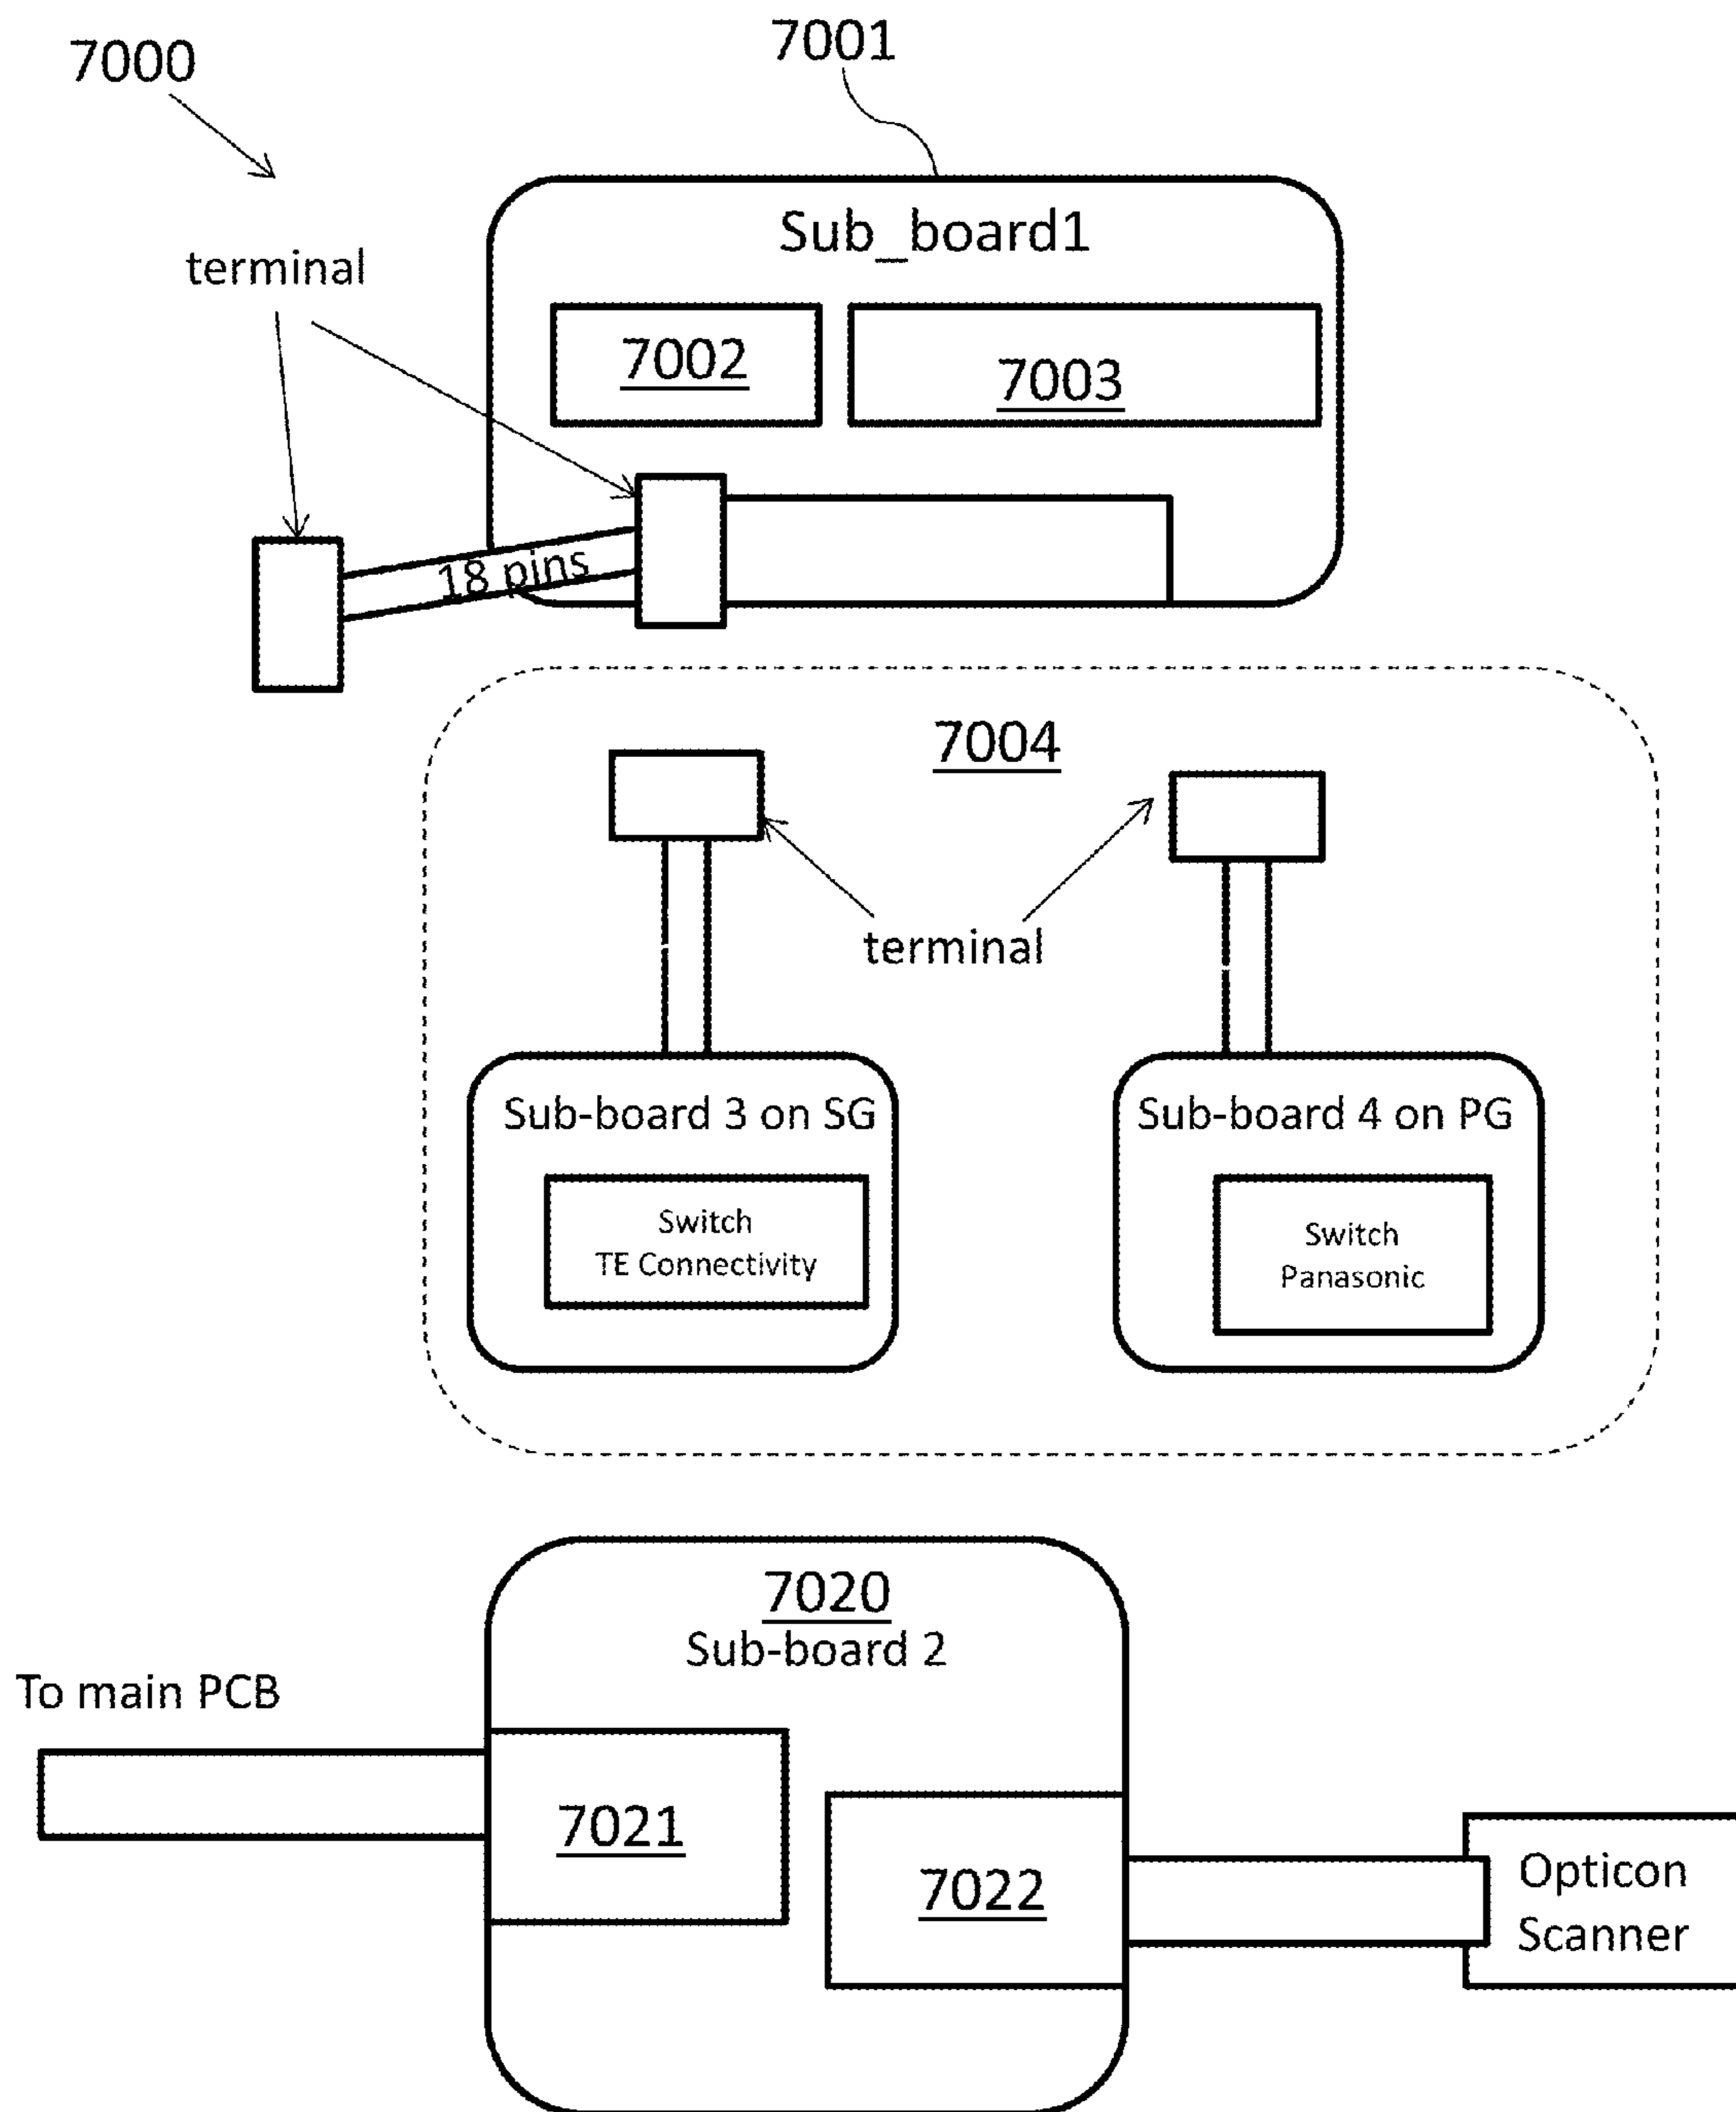 7000
7001
Sub_board1
terminal
7002
7003
18 pins
7004
terminal
Sub-board 3 on SG
Switch
TE Connectivity
Sub-board 4 on PG
Switch
Panasonic
7020
Sub-board 2
To main PCB
7021
7022
Opticon
Scanner